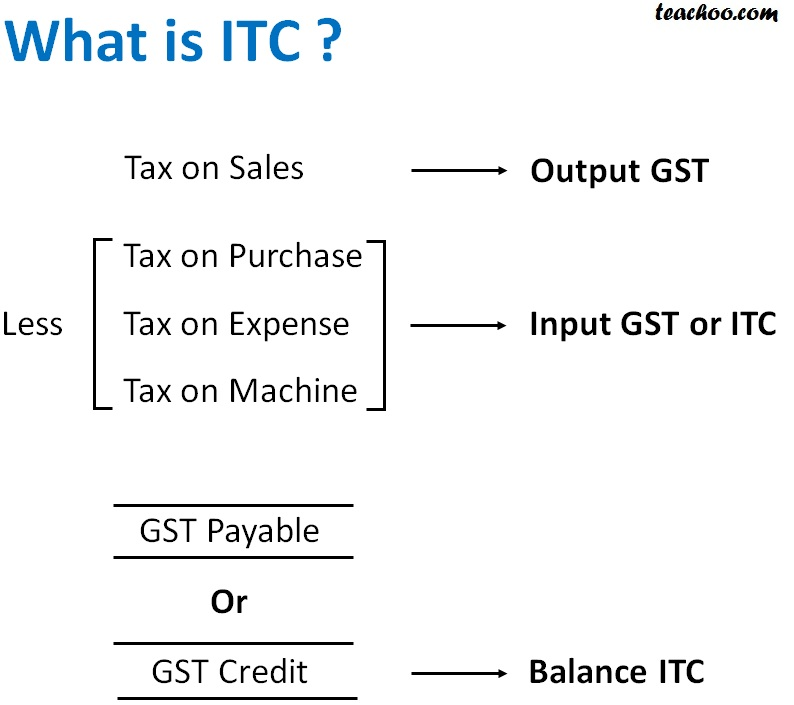 teachoo.com
What is ITC ?
Tax on Sales Output GST
Tax on Purchase
Less Tax on Expense Input GST or ITC
Tax on Machine
GST Payable
Or
GST Credit Balance ITC